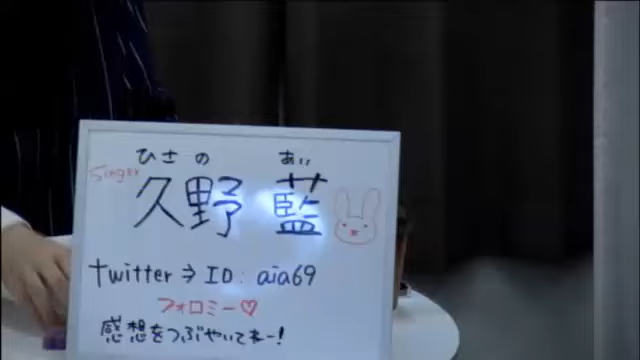 ひさの あい
Singer 久野 藍
twitter⇒ID: aia69
フォロミー♡
感想をつぶやいてねー!